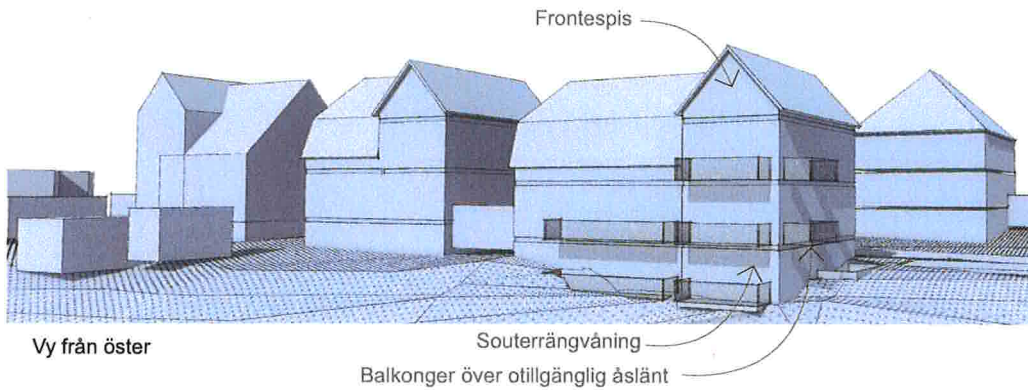 Frontespis
Vy från öster
Souterrängvåning
Balkonger över otillgänglig åslänt